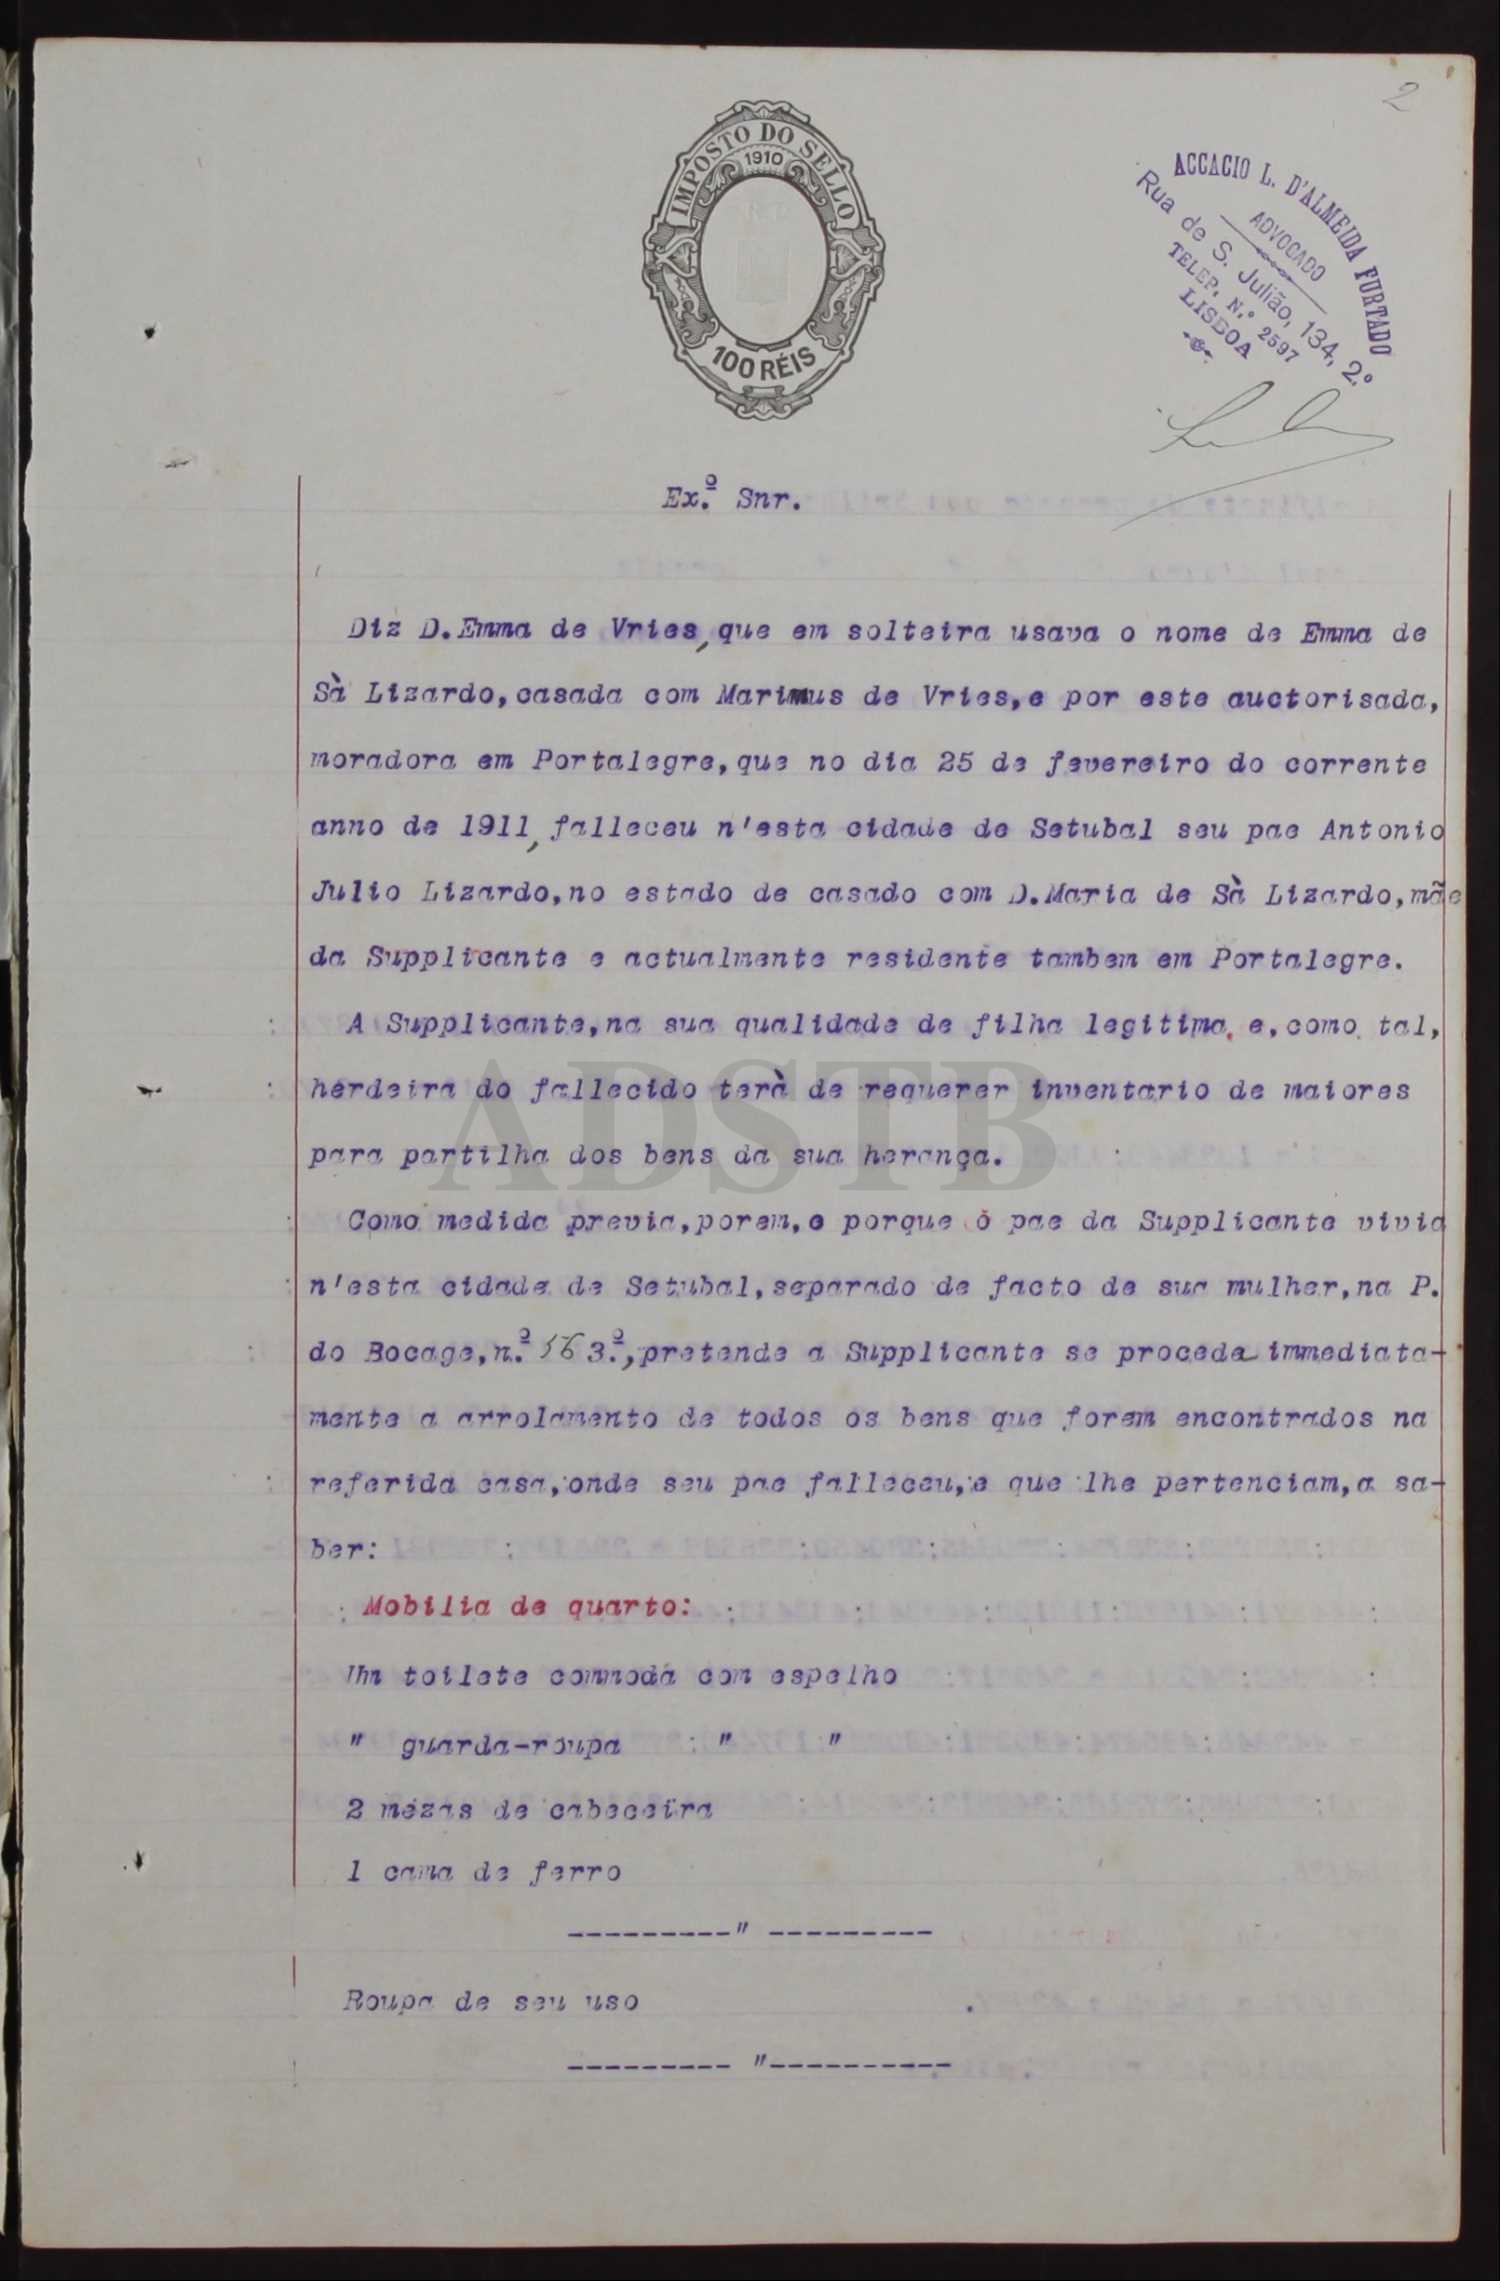 2
IMPOSTO DO SELLO
1910
100 RÉIS
ACCACIO L. D'ALMEIDA FURTADO
ADVOGADO
Rua de S. Julião, 134, 2.º
TELEP. N.º 2597
LISBOA
Ex.º Snr.
Diz D.Emma de Vries,que em solteira usava o nome de Emma de
Sà Lizardo,casada com Marinus de Vries,e por este auctorisada,
moradora em Portalegre,que no dia 25 de fevereiro do corrente
anno de 1911,falleceu n'esta cidade de Setubal seu pae Antonio
Julio Lizardo,no estado de casado com D.Maria de Sà Lizardo,mãe
da Supplicante e actualmente residente tambem em Portalegre.
A Supplicante,na sua qualidade de filha legitima e,como tal,
herdeira do fallecido terà de requerer inventario de maiores
para partilha dos bens da sua herança.
Como medida previa,porem,e porque o pae da Supplicante vivia
n'esta cidade de Setubal,separado de facto de sua mulher,na P.
do Bocage,n.º 56 3.º,pretende a Supplicante se proceda immediata-
mente a arrolamento de todos os bens que forem encontrados na
referida casa,onde seu pae falleceu,e que lhe pertenciam,a sa-
ber:
Mobilia de quarto:
Um toilete commoda com espelho
" guarda-roupa " "
2 mezas de cabeceira
1 cama de ferro
---------" ---------
Roupa de seu uso
--------- "----------
ADSTB